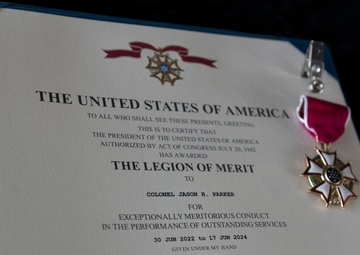 THE UNITED STATES OF AMERICA
TO ALL WHO SHALL SEE THESE PRESENTS, GREETING:
THIS IS TO CERTIFY THAT
THE PRESIDENT OF THE UNITED STATES OF AMERICA
AUTHORIZED BY ACT OF CONGRESS JULY 20, 1942
HAS AWARDED
THE LEGION OF MERIT
TO
COLONEL JASON H. PARKER
FOR
EXCEPTIONALLY MERITORIOUS CONDUCT
IN THE PERFORMANCE OF OUTSTANDING SERVICES
30 JUN 2022 to 17 JUN 2024
GIVEN UNDER MY HAND